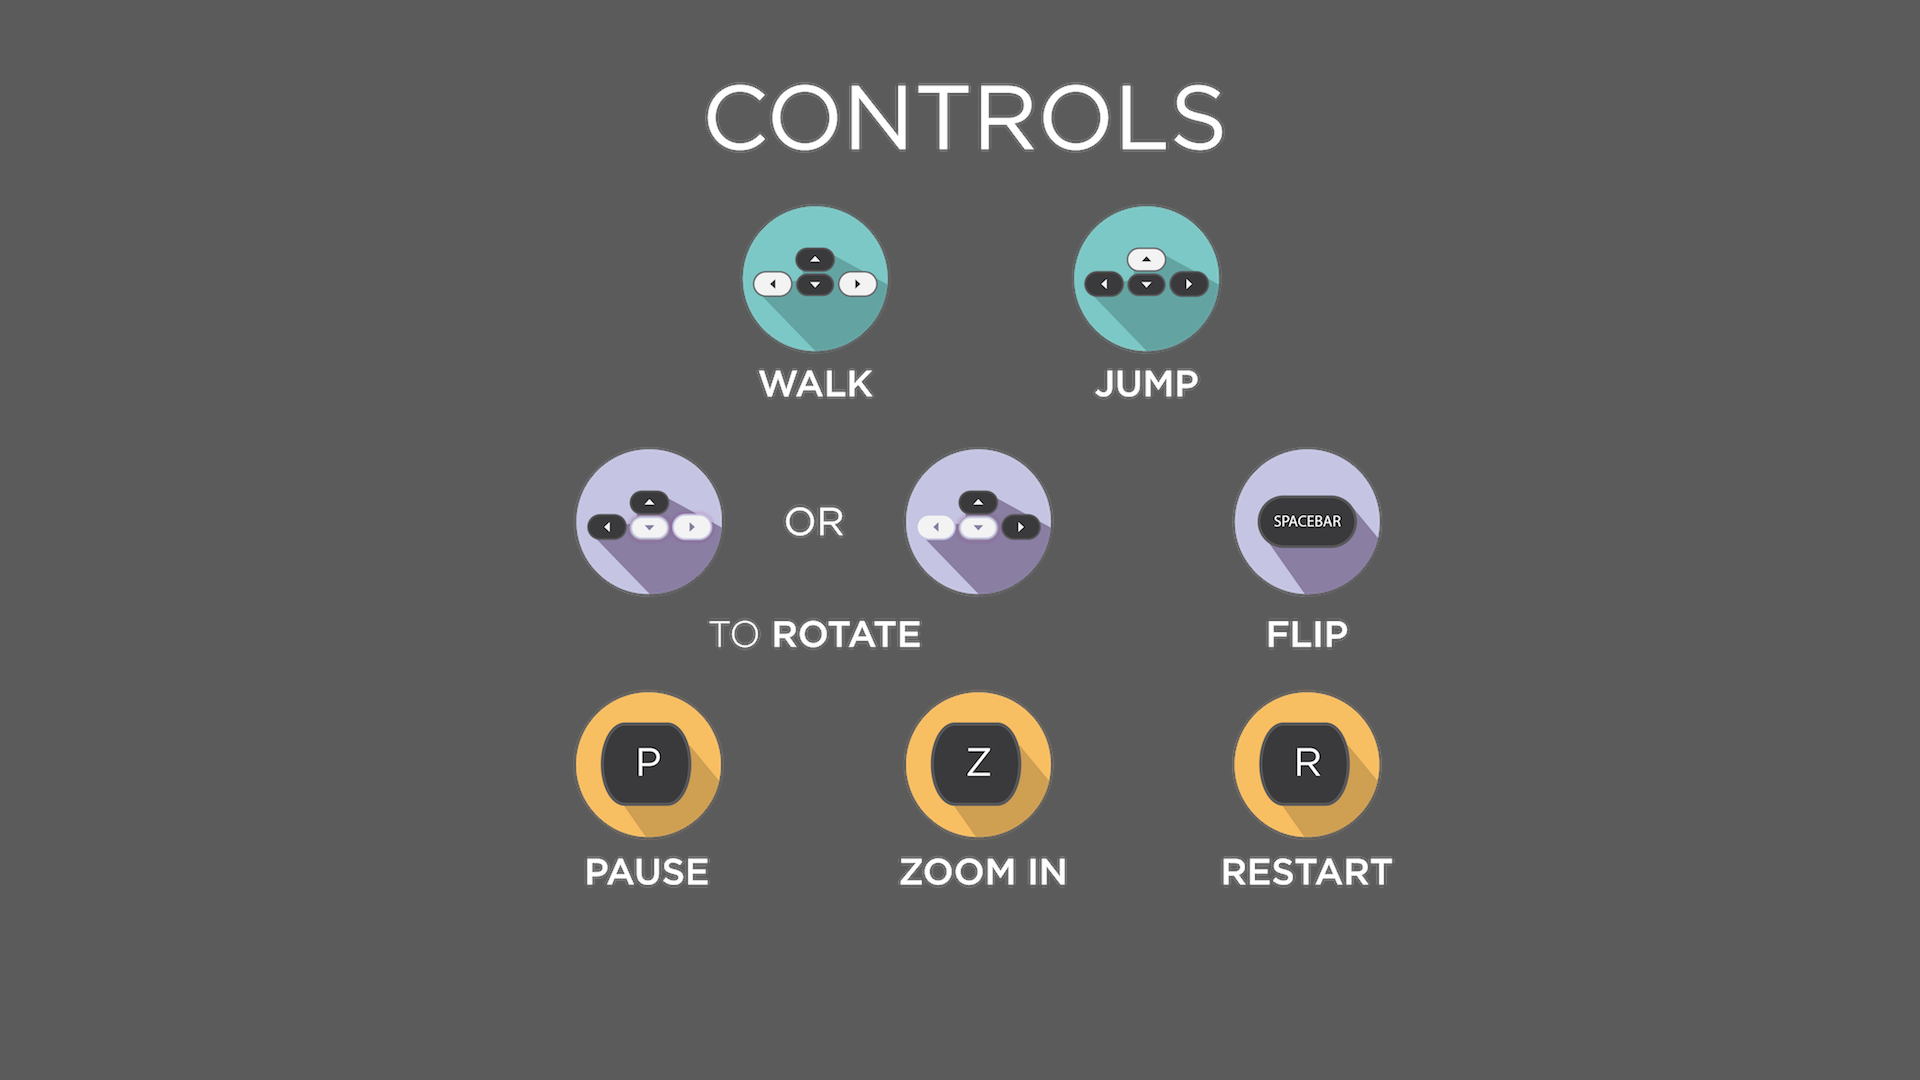 CONTROLS
WALK
JUMP
OR
SPACEBAR
TO ROTATE
FLIP
P
Z
R
PAUSE
ZOOM IN
RESTART